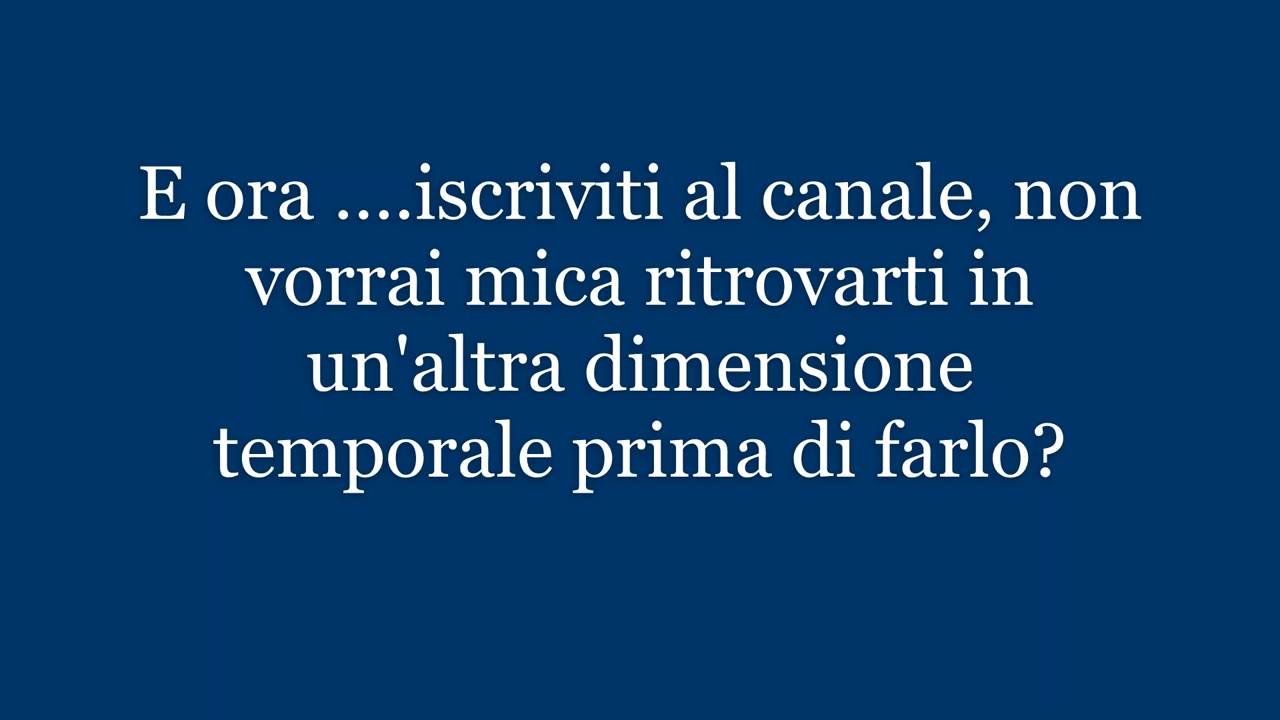 E ora ....iscriviti al canale, non
vorrai mica ritrovarti in
un'altra dimensione
temporale prima di farlo?